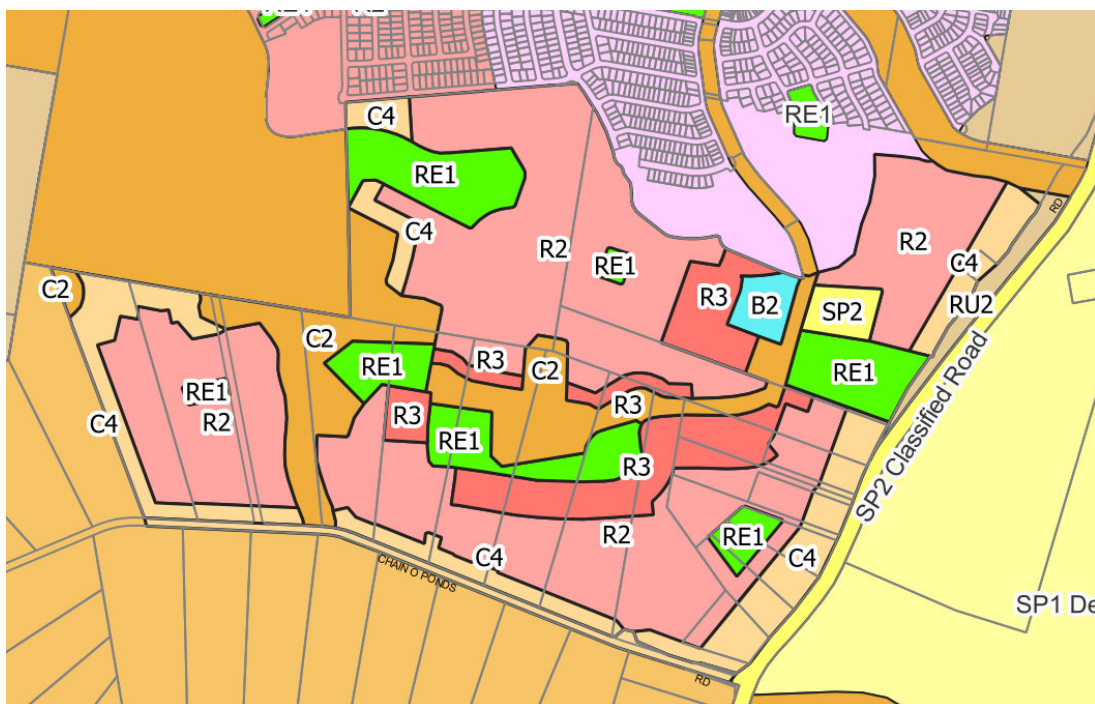 R2
C4
RE1
RE1
C4
R2
R2
C4
RD
C2
RE1
R3
B2
SP2
RU2
C2
RE1
R3
C2
RE1
RE1
R2
C4
R3
R3
RE1
R3
SP2 Classified Road
R2
RE1
C4
C4
CHAIN O PONDS
SP1 De
RD